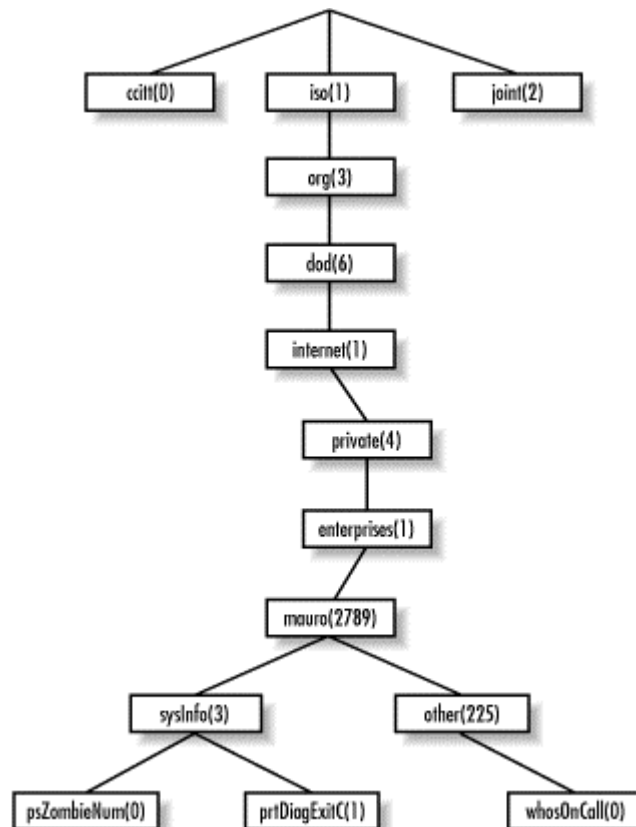 ccitt(0) iso(1) joint(2)
org(3)
dod(6)
internet(1)
private(4)
enterprises(1)
mauro(2789)
sysInfo(3) other(225)
psZombieNum(0) prtDiagExitC(1) whosOnCall(0)